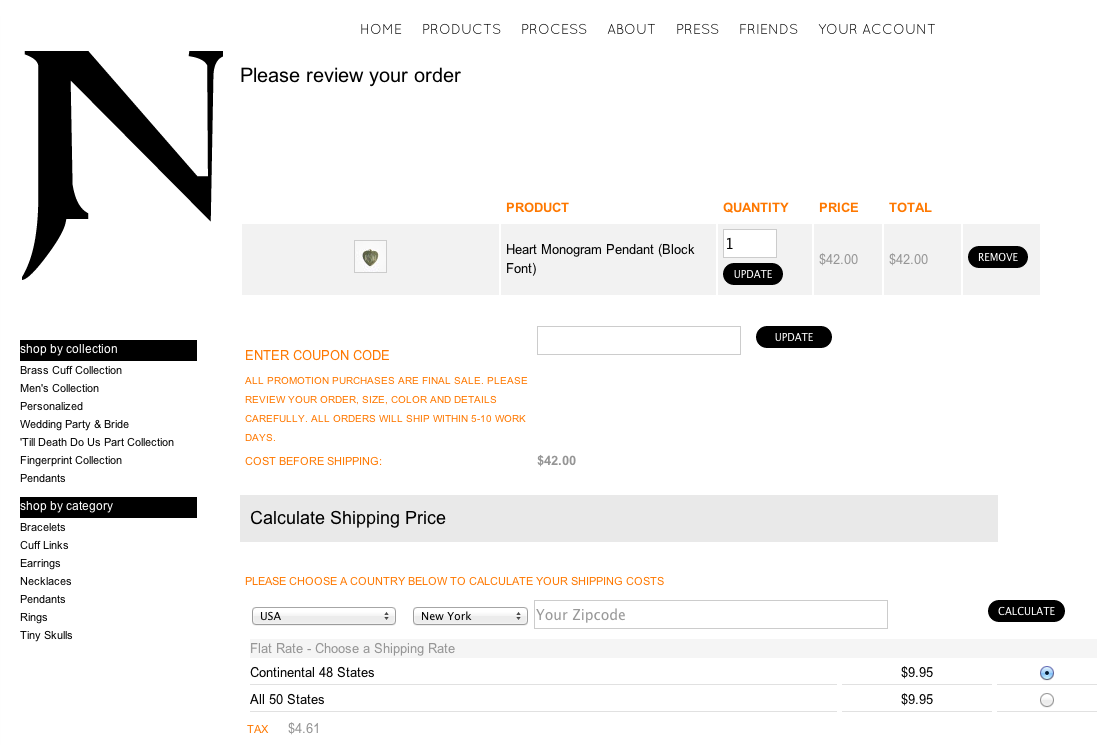 HOME PRODUCTS PROCESS ABOUT PRESS FRIENDS YOUR ACCOUNT
N
Please review your order
PRODUCT QUANTITY PRICE TOTAL
Heart Monogram Pendant (Block
Font)
1
UPDATE
$42.00 $42.00 REMOVE
ENTER COUPON CODE UPDATE
ALL PROMOTION PURCHASES ARE FINAL SALE. PLEASE
REVIEW YOUR ORDER, SIZE, COLOR AND DETAILS
CAREFULLY. ALL ORDERS WILL SHIP WITHIN 5-10 WORK
DAYS.
COST BEFORE SHIPPING: $42.00
shop by collection
Brass Cuff Collection
Men's Collection
Personalized
Wedding Party & Bride
'Till Death Do Us Part Collection
Fingerprint Collection
Pendants
shop by category
Bracelets
Cuff Links
Earrings
Necklaces
Pendants
Rings
Tiny Skulls
Calculate Shipping Price
PLEASE CHOOSE A COUNTRY BELOW TO CALCULATE YOUR SHIPPING COSTS
USA New York Your Zipcode CALCULATE
Flat Rate - Choose a Shipping Rate
Continental 48 States $9.95
All 50 States $9.95
TAX $4.61